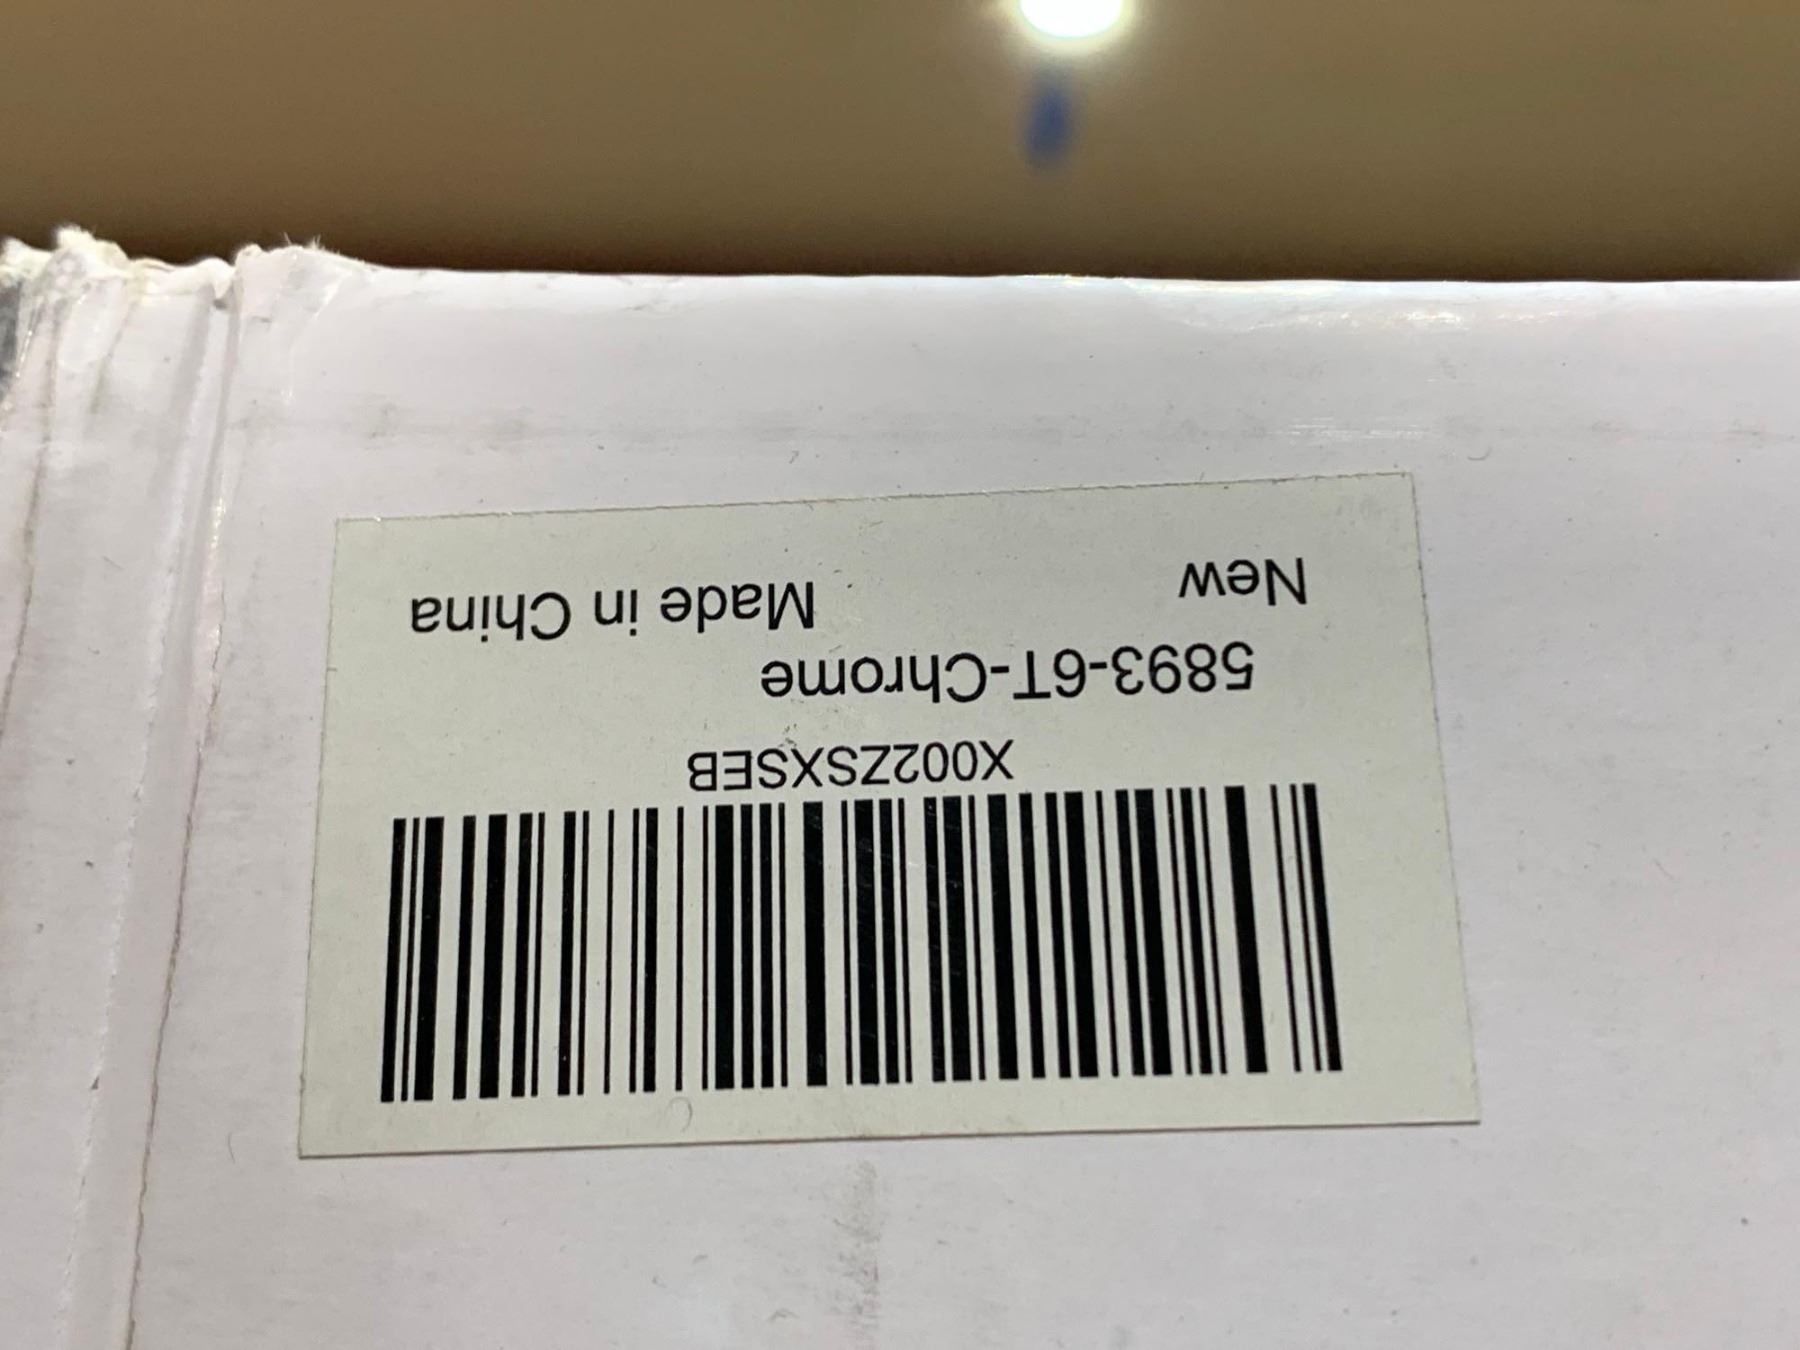 X002ZSXSEB
5893-6T-Chrome
New Made in China